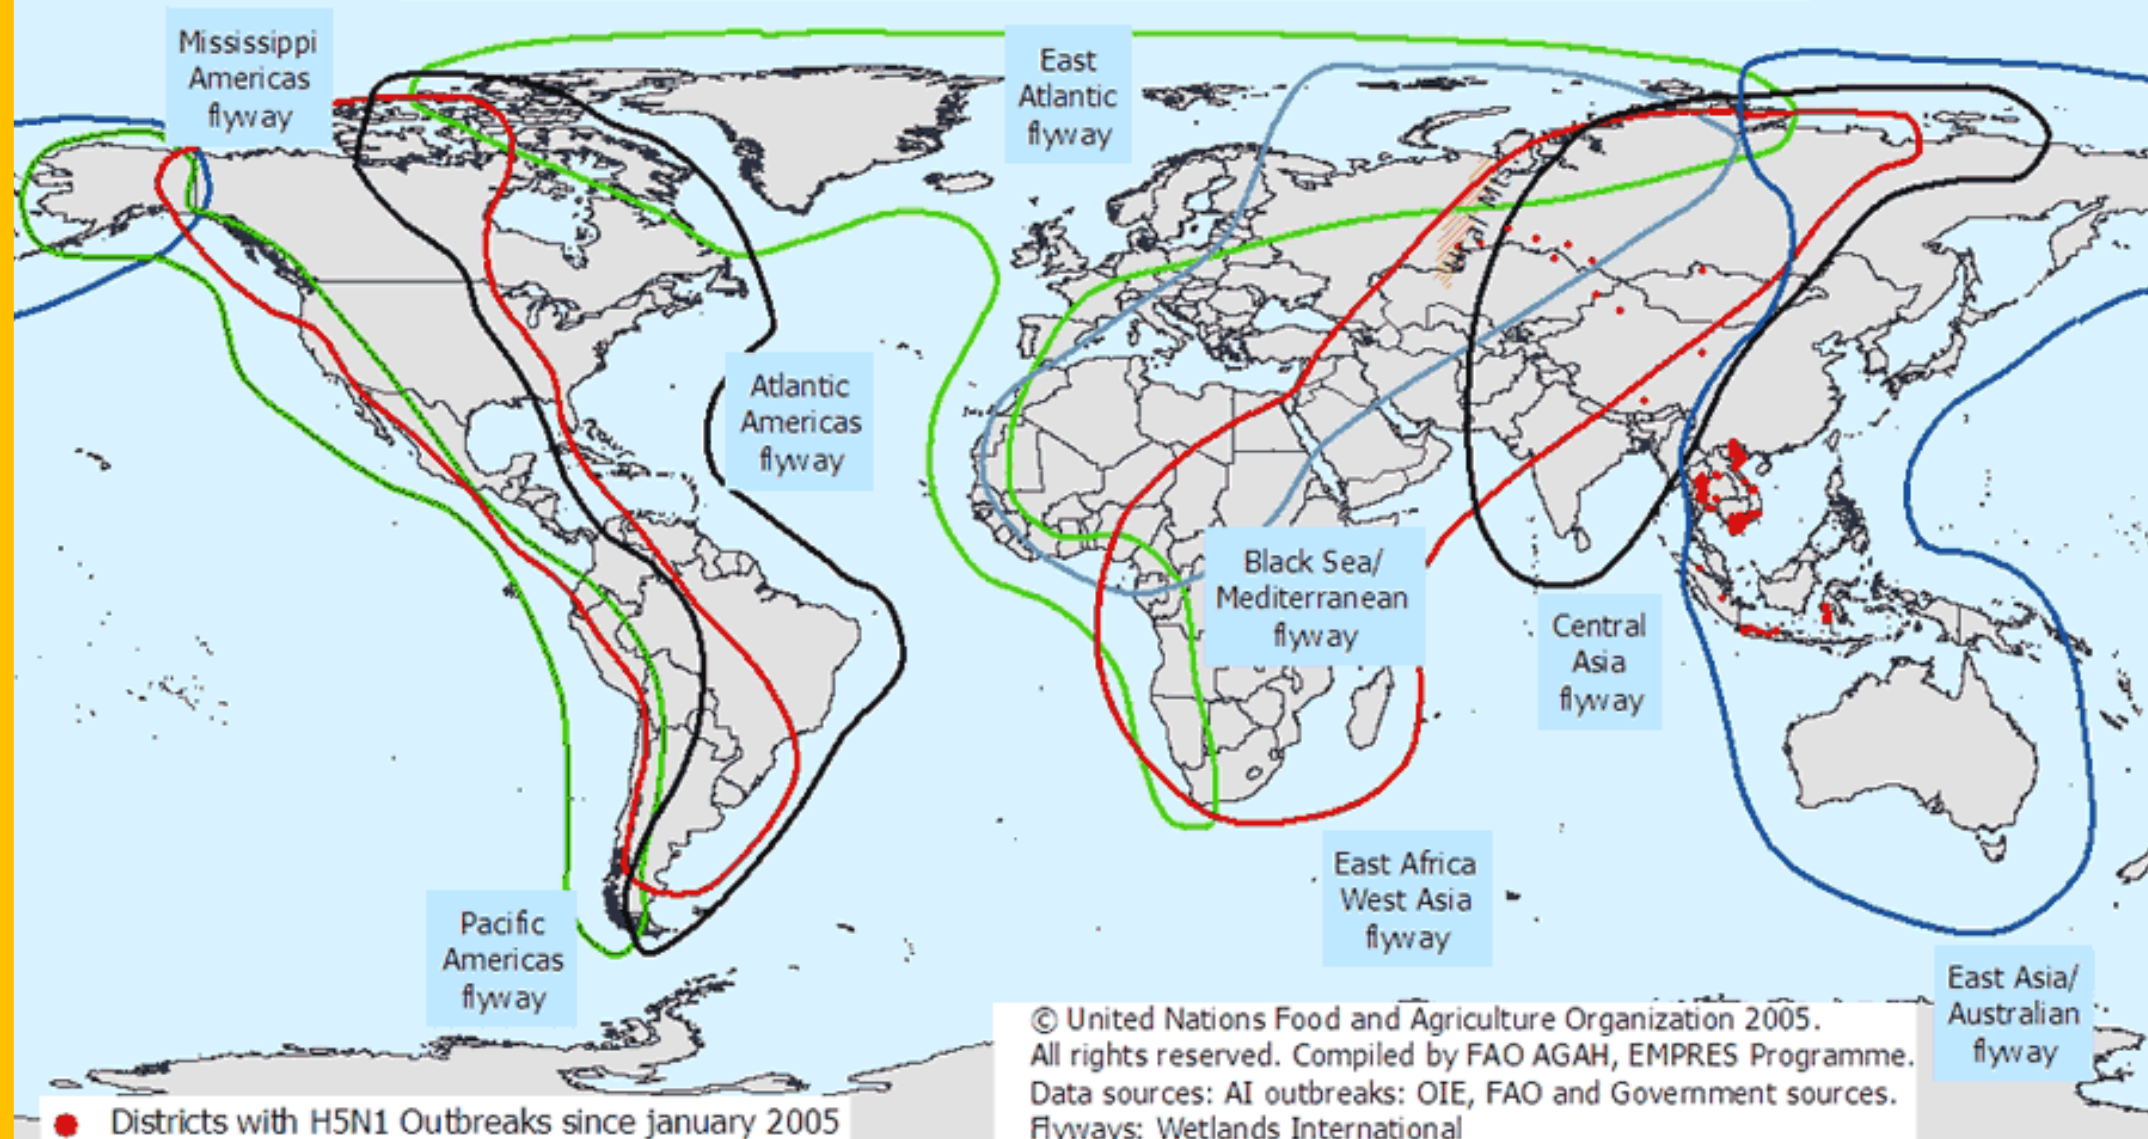 Mississippi
Americas
flyway
East
Atlantic
flyway
Ural Mts
Atlantic
Americas
flyway
Black Sea/
Mediterranean
flyway
Central
Asia
flyway
East Africa
West Asia
flyway
Pacific
Americas
flyway
East Asia/
Australian
flyway
© United Nations Food and Agriculture Organization 2005.
All rights reserved. Compiled by FAO AGAH, EMPRES Programme.
Data sources: AI outbreaks: OIE, FAO and Government sources.
Flyways: Wetlands International
Districts with H5N1 Outbreaks since january 2005